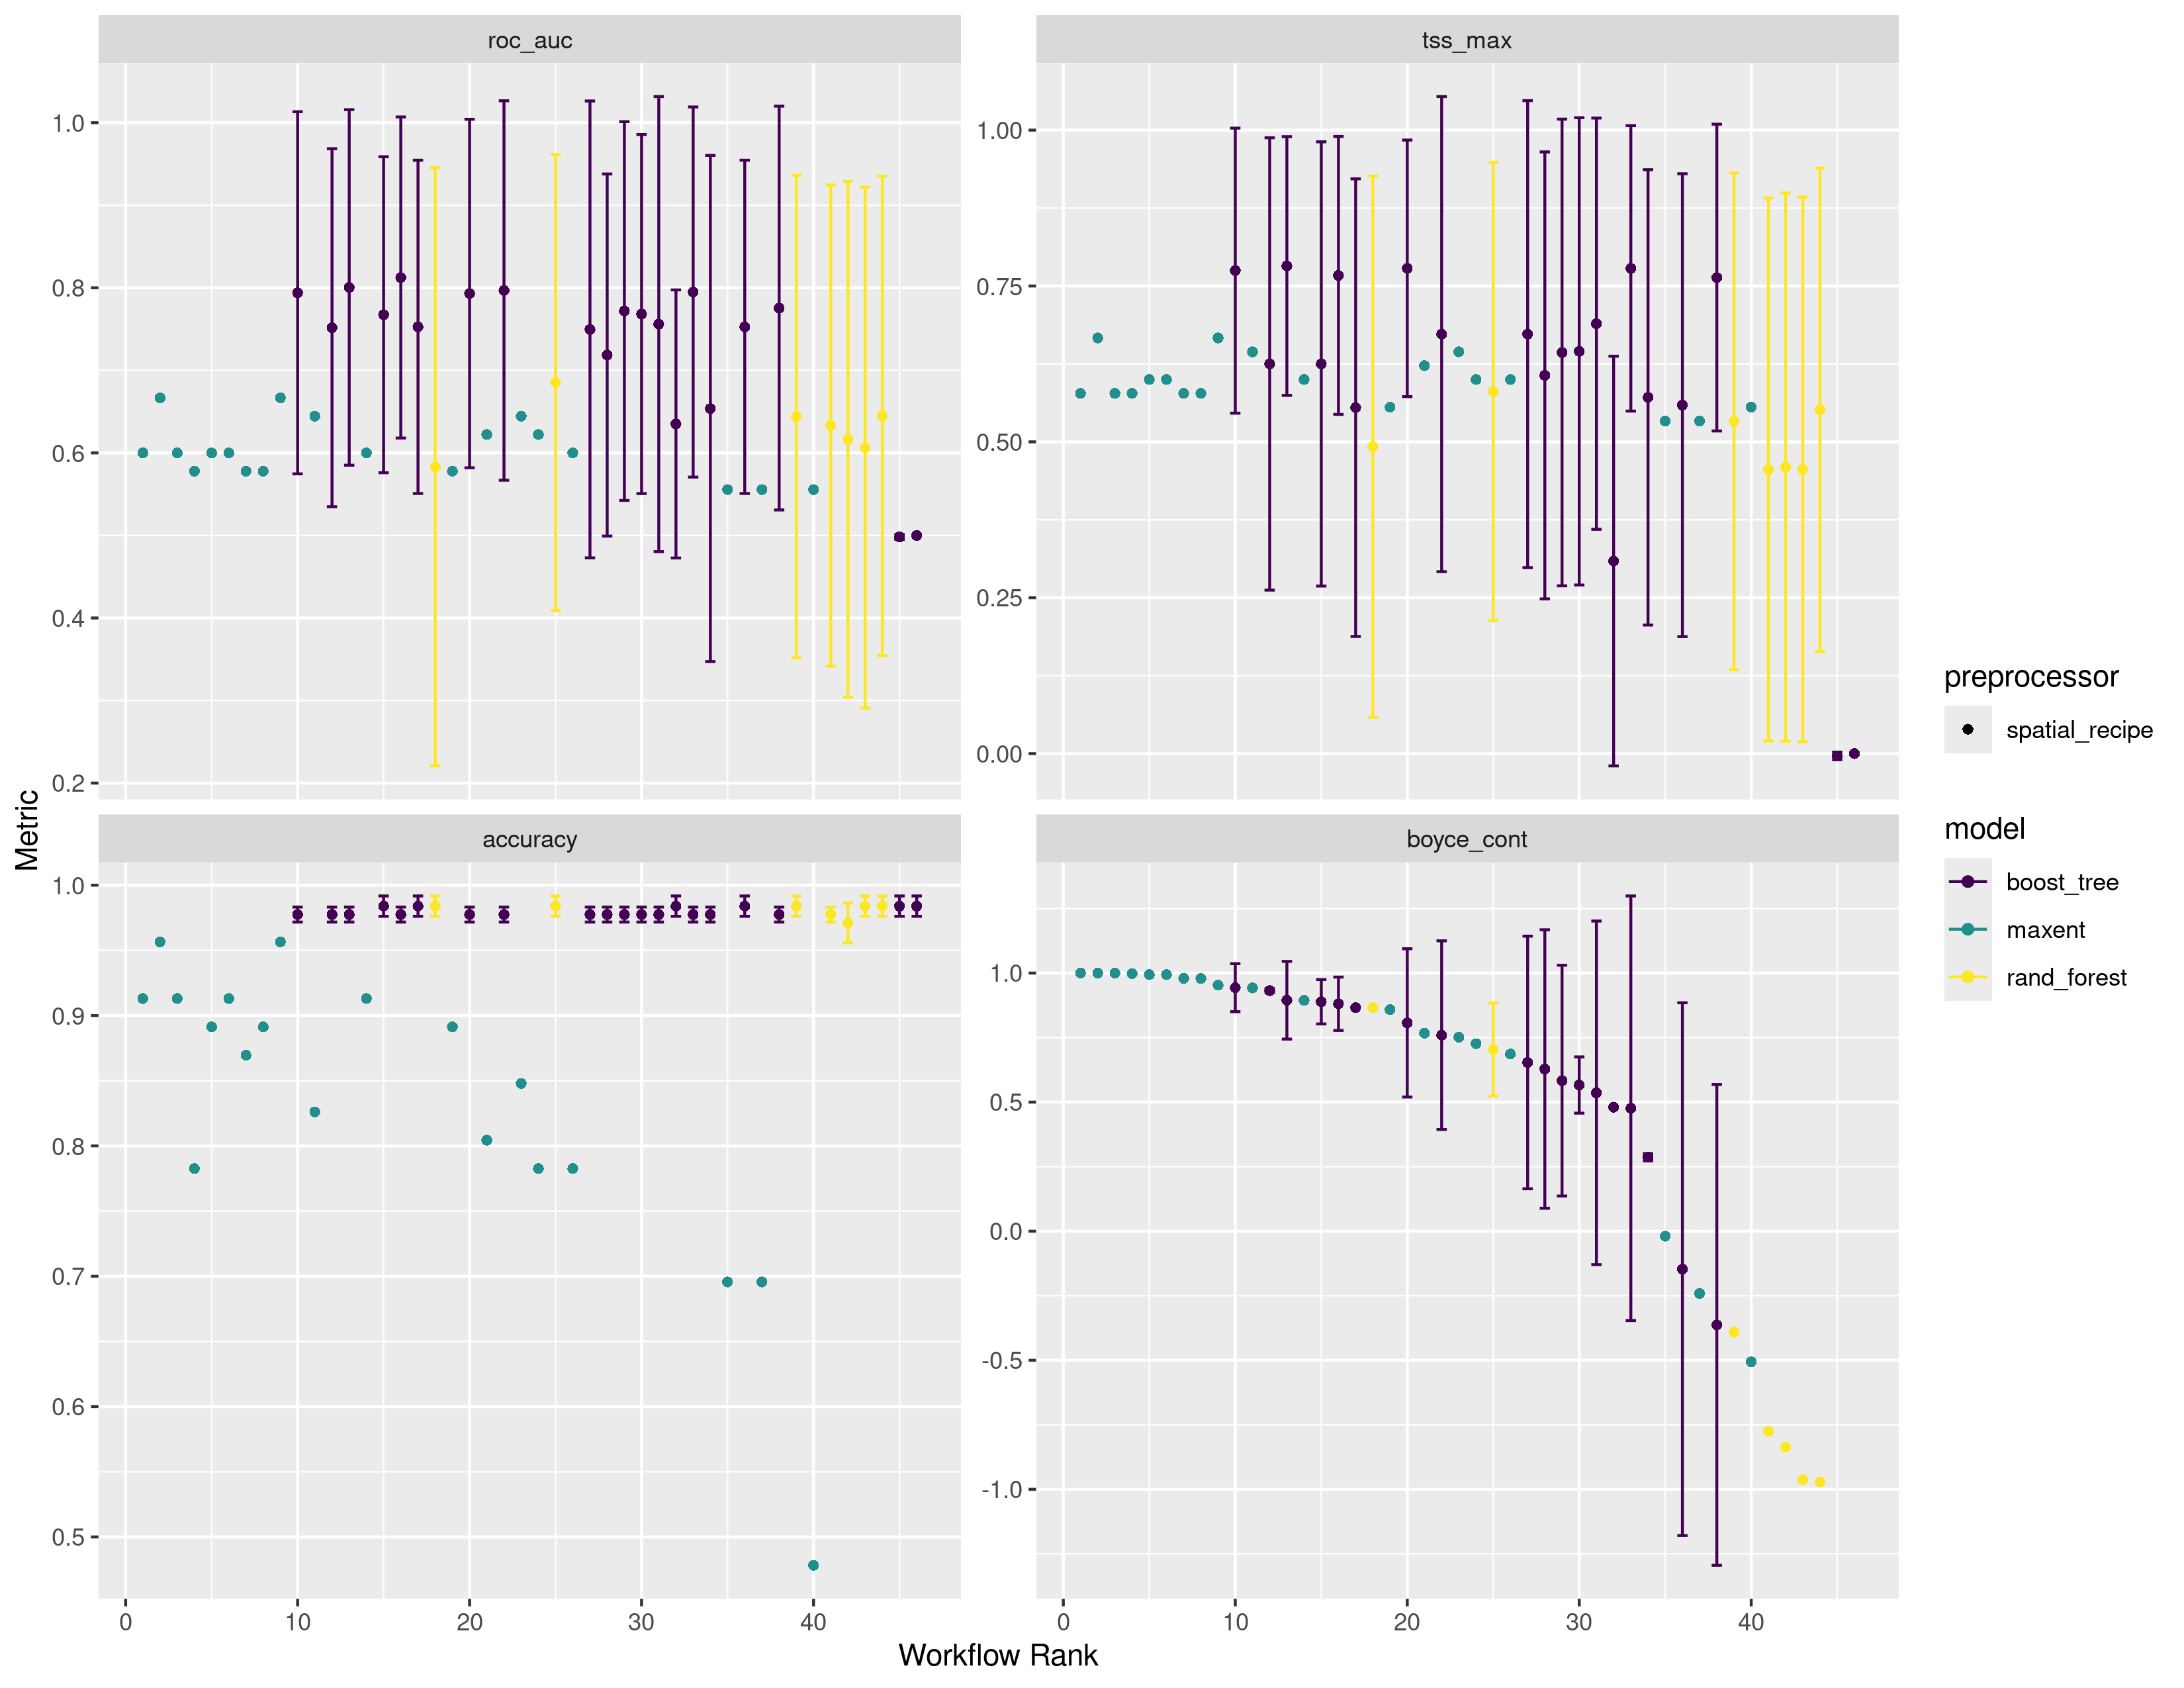 roc_auc
tss_max
1.0
0.8
0.6
0.4
0.2
1.00
0.75
0.50
0.25
0.00
accuracy
boyce_cont
1.0
0.9
0.8
0.7
0.6
0.5
1.0
0.5
0.0
-0.5
-1.0
0 10 20 30 40
0 10 20 30 40
Workflow Rank
Metric
preprocessor
spatial_recipe
model
boost_tree
maxent
rand_forest